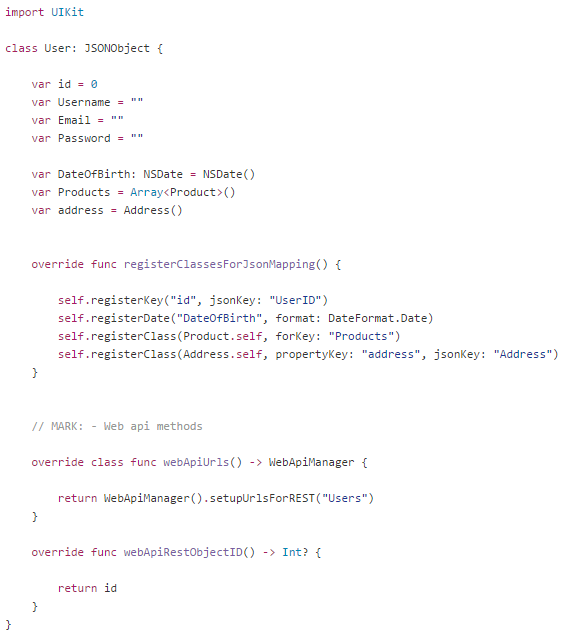 import UIKit
class User: JSONObject {
var id = 0
var Username = ""
var Email = ""
var Password = ""
var DateOfBirth: NSDate = NSDate()
var Products = Array<Product>()
var address = Address()
override func registerClassesForJsonMapping() {
self.registerKey("id", jsonKey: "UserID")
self.registerDate("DateOfBirth", format: DateFormat.Date)
self.registerClass(Product.self, forKey: "Products")
self.registerClass(Address.self, propertyKey: "address", jsonKey: "Address")
}
// MARK: - Web api methods
override class func webApiUrls() -> WebApiManager {
return WebApiManager().setupUrlsForREST("Users")
}
override func webApiRestObjectID() -> Int? {
return id
}
}